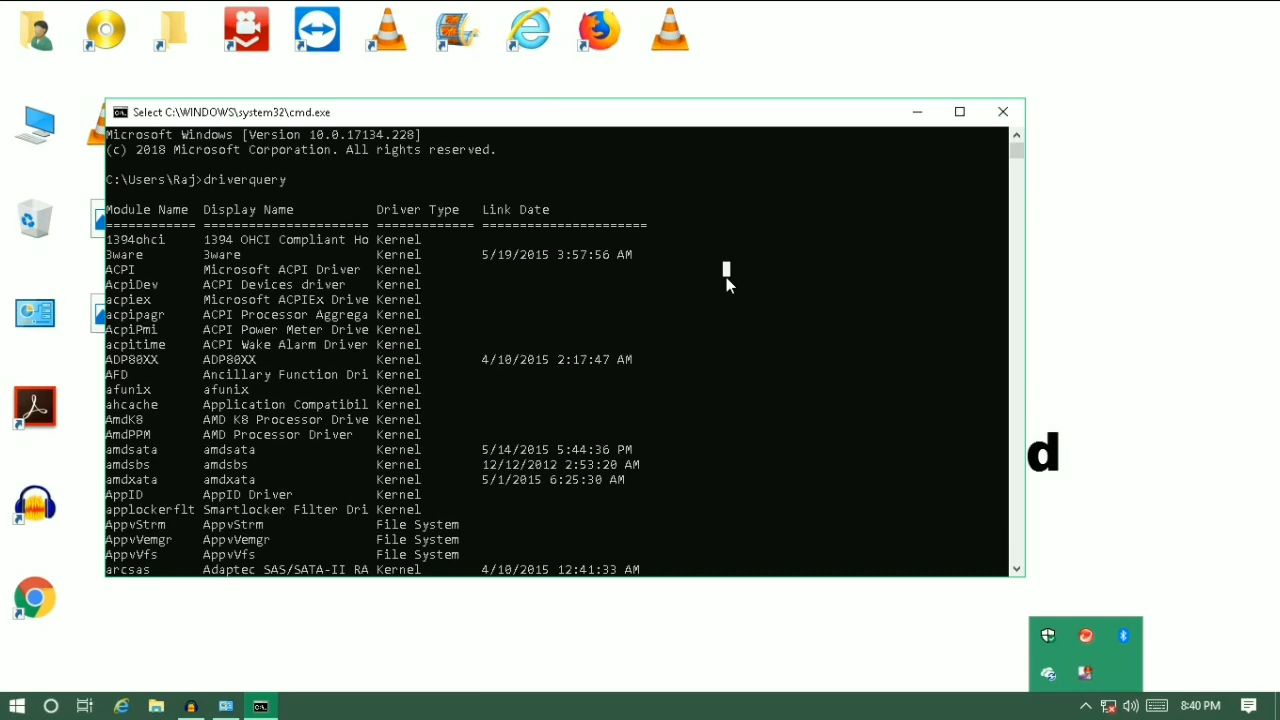 Select C:\WINDOWS\system32\cmd.exe
Microsoft Windows [Version 10.0.17134.228]
(c) 2018 Microsoft Corporation. All rights reserved.
C:\Users\Raj>driverquery
Module Name  Display Name           Driver Type   Link Date
============ ====================== ============= ======================
1394ohci     1394 OHCI Compliant Ho Kernel
3ware        3ware                  Kernel        5/19/2015 3:57:56 AM
ACPI         Microsoft ACPI Driver  Kernel
AcpiDev      ACPI Devices driver    Kernel
acpiex       Microsoft ACPIEx Drive Kernel
acpipagr     ACPI Processor Aggrega Kernel
AcpiPmi      ACPI Power Meter Drive Kernel
acpitime     ACPI Wake Alarm Driver Kernel
ADP80XX      ADP80XX                Kernel        4/10/2015 2:17:47 AM
AFD          Ancillary Function Dri Kernel
afunix       afunix                 Kernel
ahcache      Application Compatibil Kernel
AmdK8        AMD K8 Processor Drive Kernel
AmdPPM       AMD Processor Driver   Kernel
amdsata      amdsata                Kernel        5/14/2015 5:44:36 PM
amdsbs       amdsbs                 Kernel        12/12/2012 2:53:20 AM
amdxata      amdxata                Kernel        5/1/2015 6:25:30 AM
AppID        AppID Driver           Kernel
applockerflt Smartlocker Filter Dri Kernel
AppvStrm     AppvStrm               File System
AppvVemgr    AppvVemgr              File System
AppvVfs      AppvVfs                File System
arcsas       Adaptec SAS/SATA-II RA Kernel        4/10/2015 12:41:33 AM
d
8:40 PM